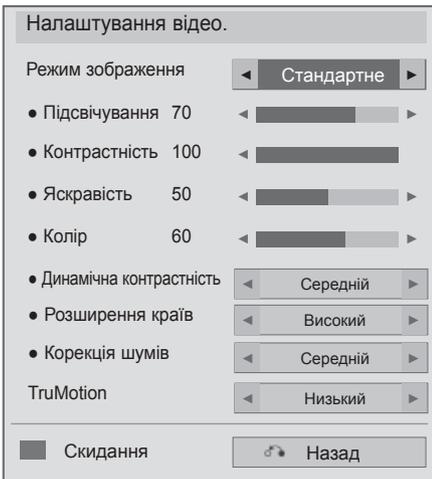 Налаштування відео.
Режим зображення ◄ Стандартне ►
● Підсвічування 70 ◄ ►
● Контрастність 100 ◄
● Яскравість 50 ◄ ►
● Колір 60 ◄ ►
● Динамічна контрастність ◄ Середній ►
● Розширення країв ◄ Високий ►
● Корекція шумів ◄ Середній ►
TruMotion ◄ Низький ►
Скидання Назад